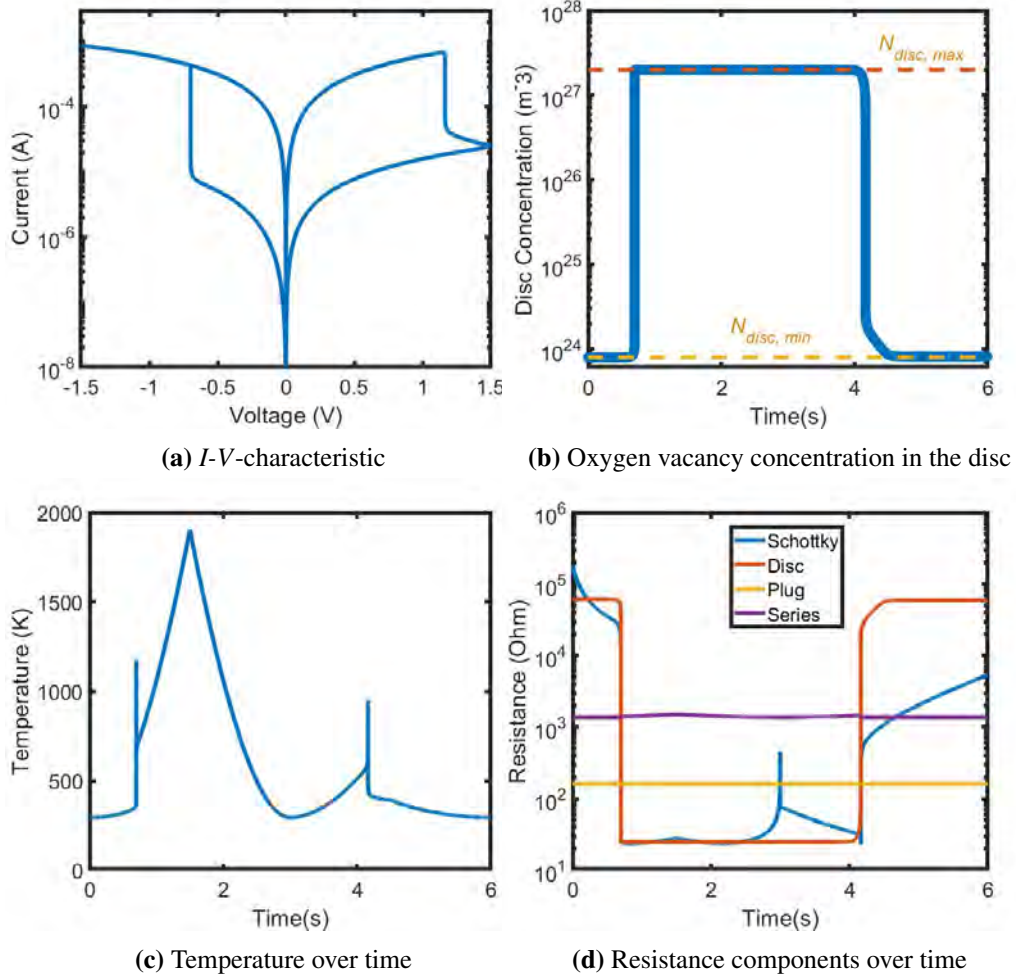 10^-4
10^-6
10^-8
Current (A)
-1.5 -1 -0.5 0 0.5 1 1.5
Voltage (V)
(a) I-V-characteristic
10^28
10^27
10^26
10^25
10^24
Disc Concentration (m^-3)
N_disc, max
N_disc, min
0 2 4 6
Time(s)
(b) Oxygen vacancy concentration in the disc
2000
1500
1000
500
0
Temperature (K)
0 2 4 6
Time(s)
(c) Temperature over time
10^6
10^5
10^4
10^3
10^2
10^1
Resistance (Ohm)
Schottky
Disc
Plug
Series
0 2 4 6
Time(s)
(d) Resistance components over time